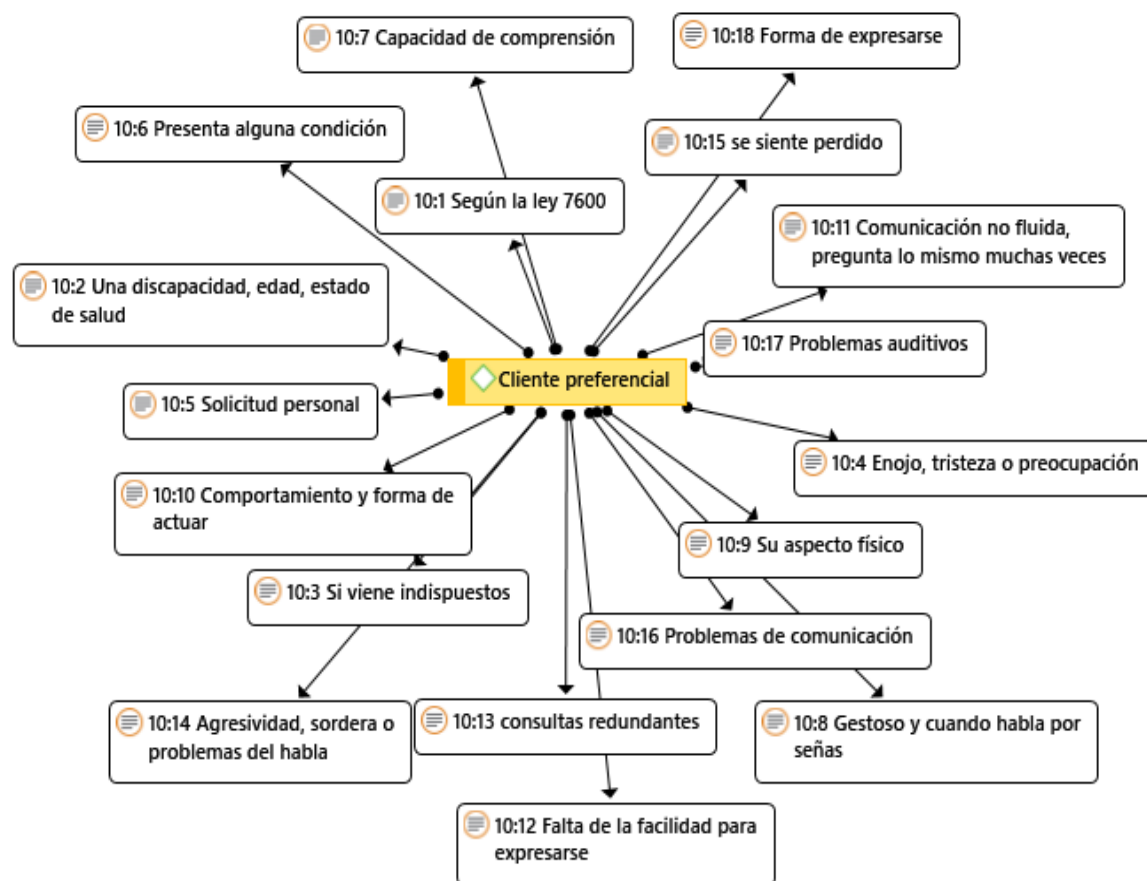 10:7 Capacidad de comprensión
10:18 Forma de expresarse
10:6 Presenta alguna condición
10:15 se siente perdido
10:1 Según la ley 7600
10:11 Comunicación no fluida,
pregunta lo mismo muchas veces
10:2 Una discapacidad, edad, estado
de salud
10:17 Problemas auditivos
Cliente preferencial
10:5 Solicitud personal
10:4 Enojo, tristeza o preocupación
10:10 Comportamiento y forma de
actuar
10:9 Su aspecto físico
10:3 Si viene indispuestos
10:16 Problemas de comunicación
10:14 Agresividad, sordera o
problemas del habla
10:13 consultas redundantes
10:8 Gestoso y cuando habla por
señas
10:12 Falta de la facilidad para
expresarse